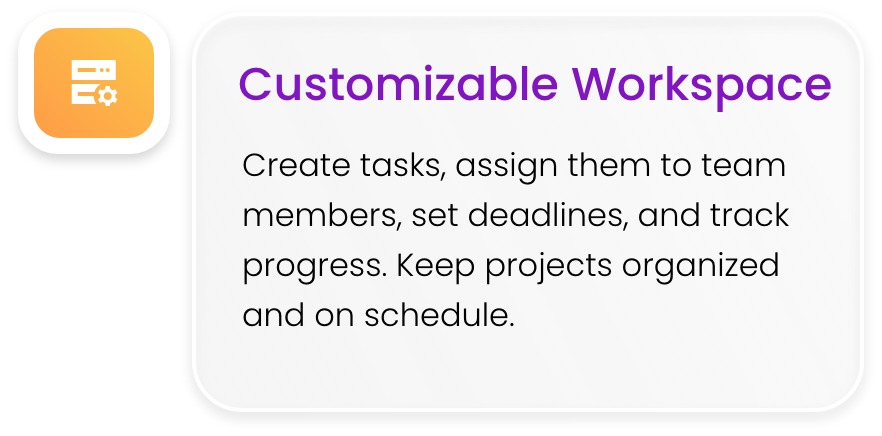 Customizable Workspace
Create tasks, assign them to team
members, set deadlines, and track
progress. Keep projects organized
and on schedule.